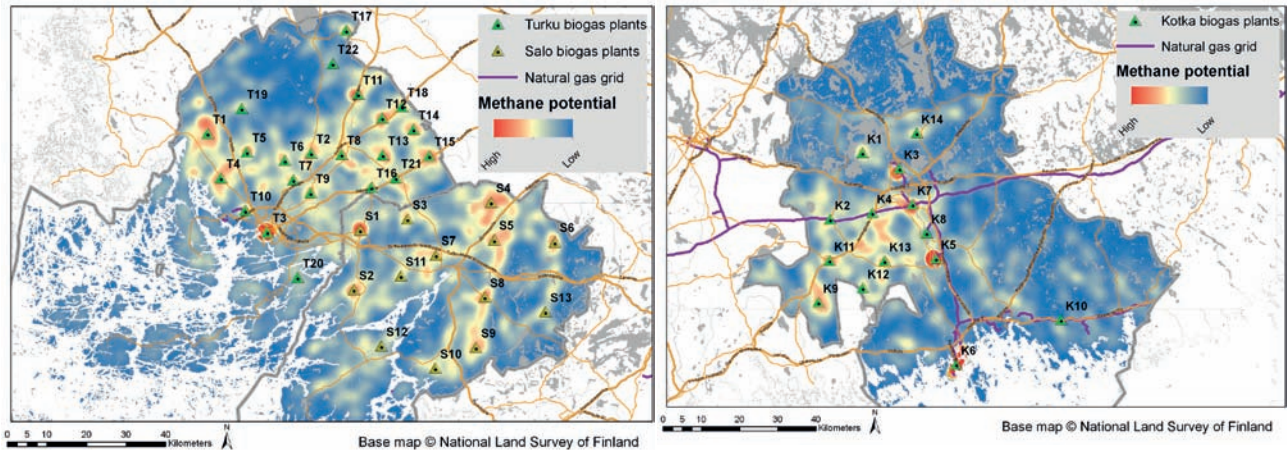 T17
T22
T11
T18
T12
T14
T19
T1
T5
T6
T2
T8
T13
T15
T4
T7
T9
T16
T21
T10
T3
T20
S1
S3
S4
S5
S6
S7
S2
S11
S8
S13
S12
S9
S10
Turku biogas plants
Salo biogas plants
Natural gas grid
Methane potential
High
Low
0 5 10 20 30 40
Kilometers
N
Base map © National Land Survey of Finland
K14
K1
K3
K7
K2
K4
K8
K11
K13
K5
K12
K9
K10
K6
Kotka biogas plants
Natural gas grid
Methane potential
High
Low
0 5 10 20 30 40
Kilometers
N
Base map © National Land Survey of Finland